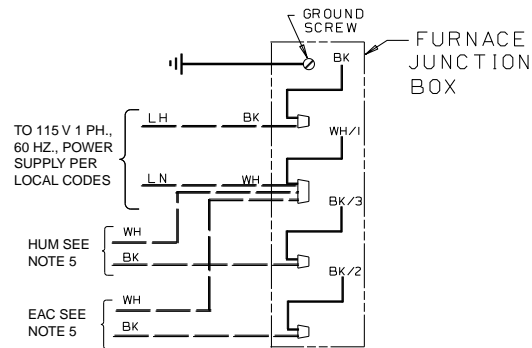 GROUND
SCREW
FURNACE
JUNCTION
BOX
BK
LH
BK
TO 115 V 1 PH.,
60 HZ., POWER
SUPPLY PER
LOCAL CODES
WH/1
LN
WH
BK/3
WH
HUM SEE
NOTE 5
BK
BK/2
WH
EAC SEE
NOTE 5
BK